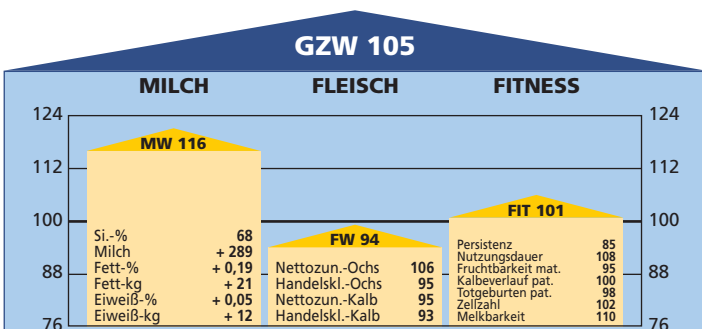 GZW 105
MILCH FLEISCH FITNESS
124 124
MW 116
112 112
FIT 101
100 100
FW 94
Si.-% 68
Milch + 289
Fett-% + 0,19
Fett-kg + 21
Eiweiß-% + 0,05
Eiweiß-kg + 12
Nettozun.-Ochs 106
Handelskl.-Ochs 95
Nettozun.-Kalb 95
Handelskl.-Kalb 93
Persistenz 85
Nutzungsdauer 108
Fruchtbarkeit mat. 95
Kalbeverlauf pat. 100
Totgeburten pat. 98
Zellzahl 102
Melkbarkeit 110
88 88
76 76